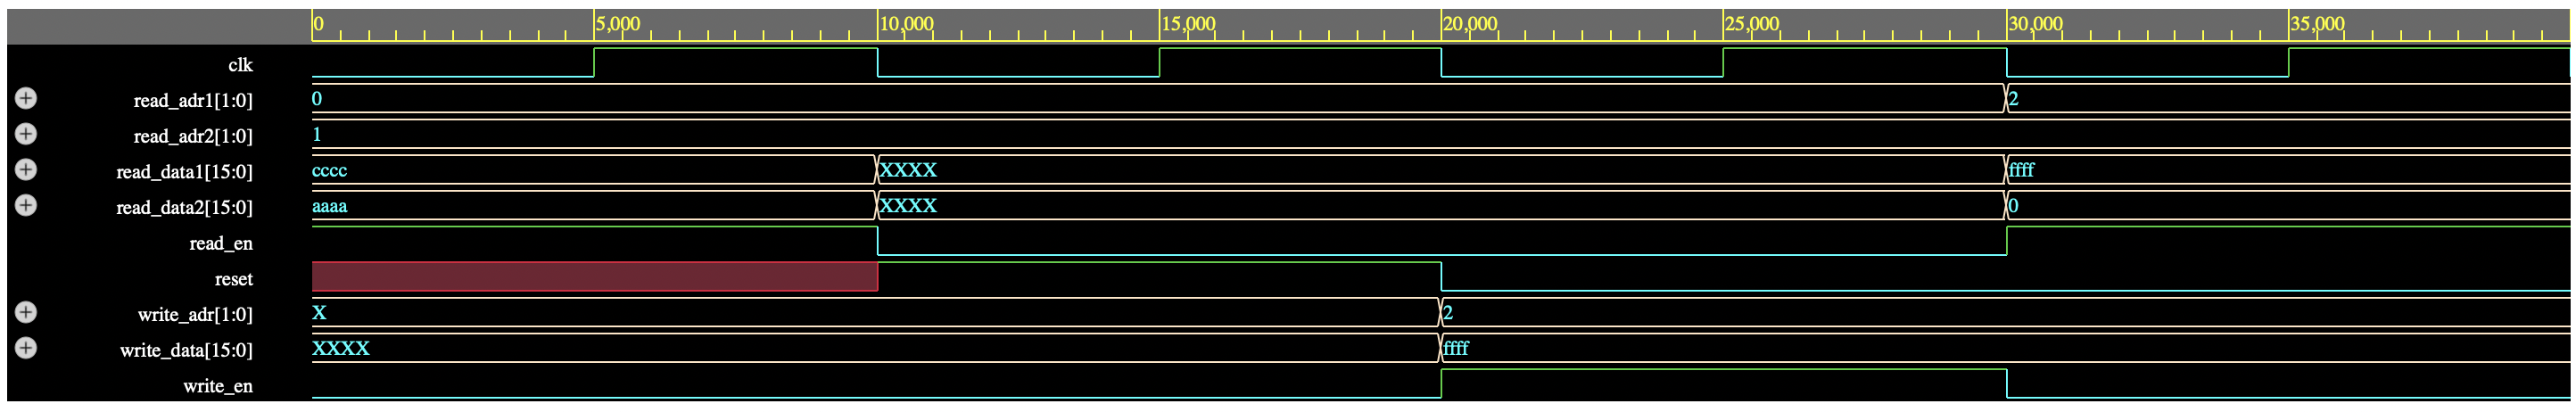 0 5,000 10,000 15,000 20,000 25,000 30,000 35,000
clk
read_adr1[1:0] 0 2
read_adr2[1:0] 1
read_data1[15:0] cccc XXXX ffff
read_data2[15:0] aaaa XXXX 0
read_en
reset
write_adr[1:0] X 2
write_data[15:0] XXXX ffff
write_en